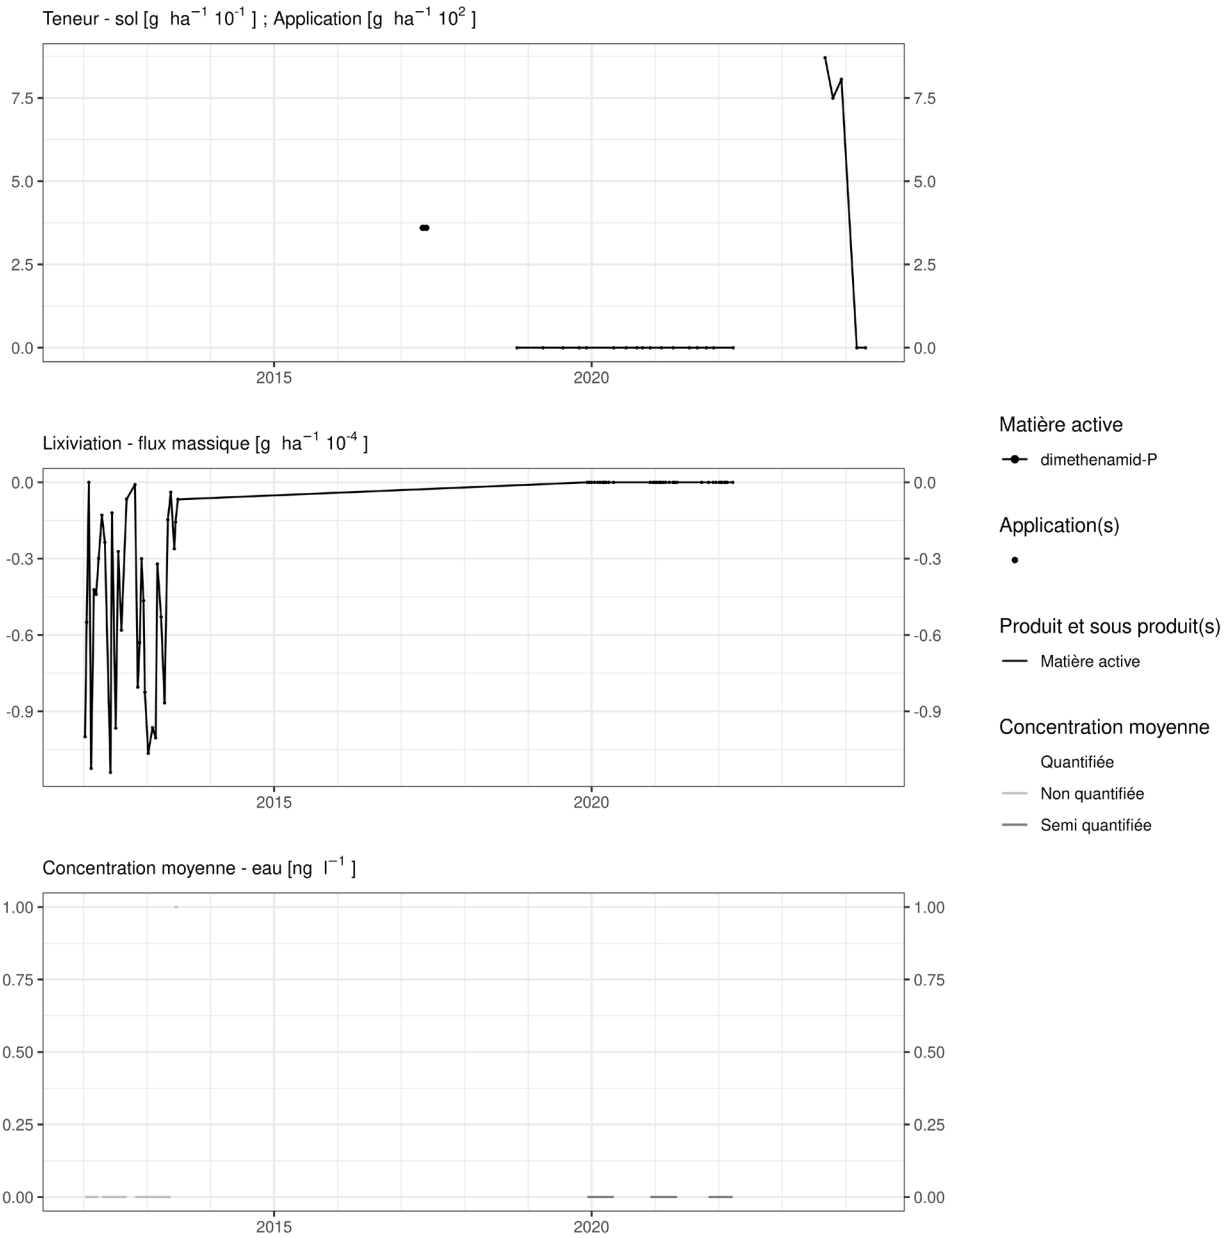 Teneur - sol [g ha⁻¹ 10⁻¹ ] ; Application [g ha⁻¹ 10² ]
7.5
7.5
5.0
5.0
2.5
2.5
0.0
0.0
2015
2020
Lixiviation - flux massique [g ha⁻¹ 10⁻⁴ ]
0.0
0.0
-0.3
-0.3
-0.6
-0.6
-0.9
-0.9
2015
2020
Concentration moyenne - eau [ng l⁻¹ ]
1.00
1.00
0.75
0.75
0.50
0.50
0.25
0.25
0.00
0.00
2015
2020
Matière active
dimethenamid-P
Application(s)
Produit et sous produit(s)
Matière active
Concentration moyenne
Quantifiée
Non quantifiée
Semi quantifiée